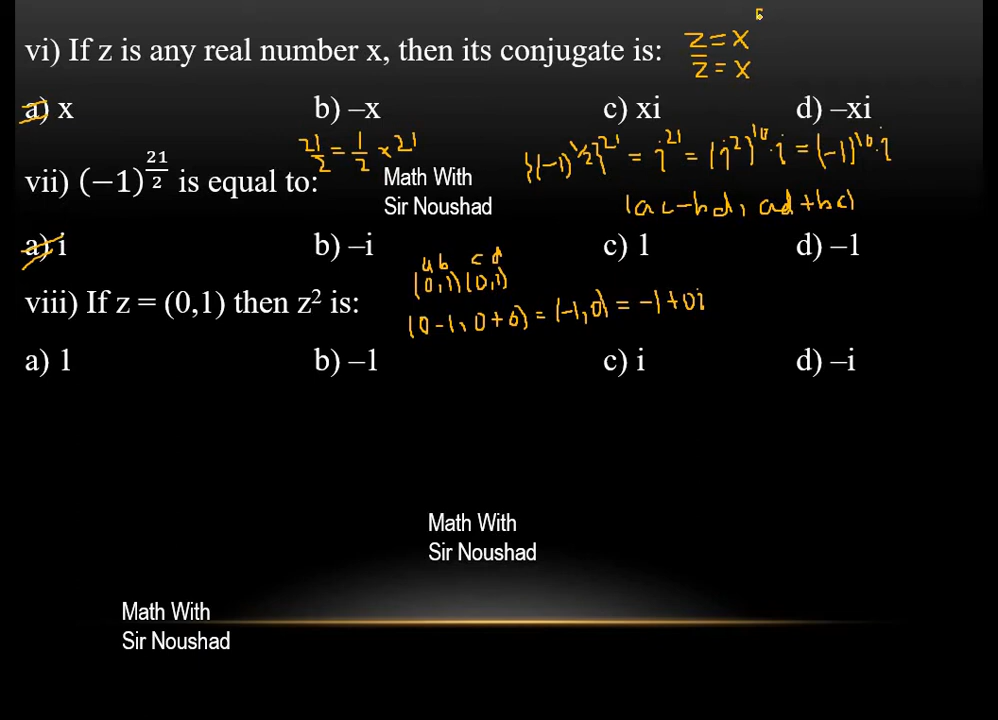 vi) If z is any real number x, then its conjugate is: z = x
z̅ = x
a) x b) –x c) xi d) –xi
21/2 = 1/2 × 21 {(-1)^½}^21 = i^21 = (i^2)^10 · i = (-1)^10 · i
vii) (−1)^(21/2) is equal to:
Math With
Sir Noushad
(ac-bd, ad+bc)
a) i b) –i c) 1 d) –1
a b c d
(0,1)(0,1)
viii) If z = (0,1) then z² is:
(0-1, 0+0) = (-1,0) = -1+0i
a) 1 b) –1 c) i d) –i
Math With
Sir Noushad
Math With
Sir Noushad